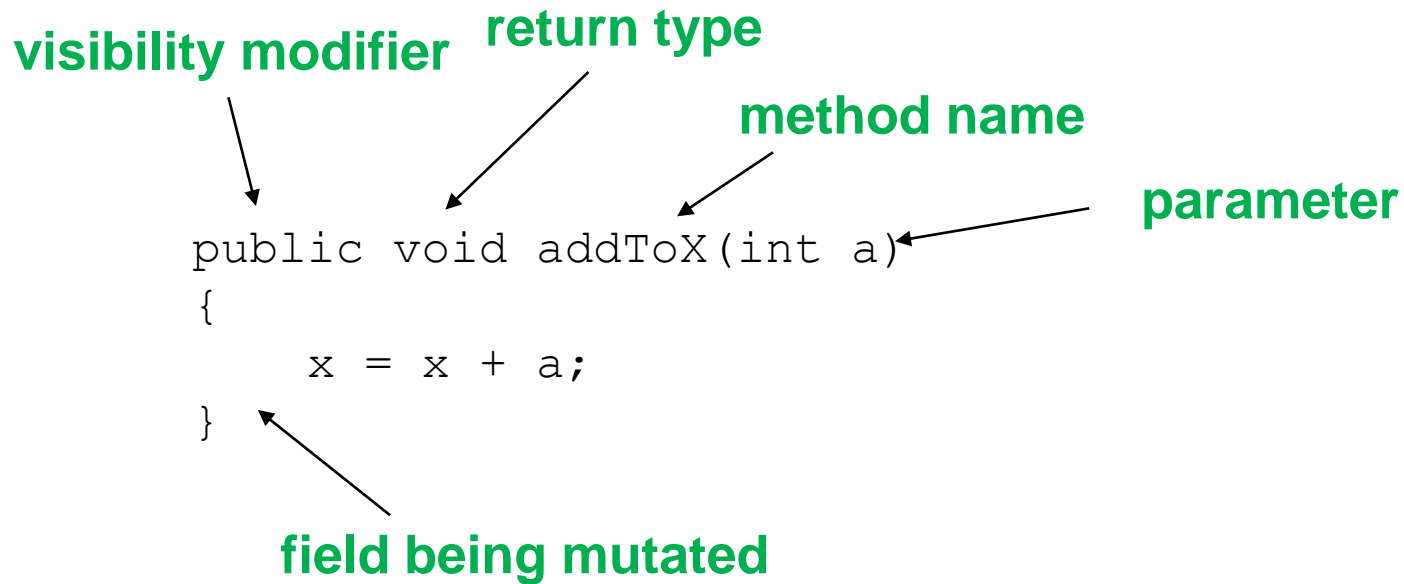 visibility modifier
return type
method name
parameter
public void addToX(int a)
{
x = x + a;
}
field being mutated